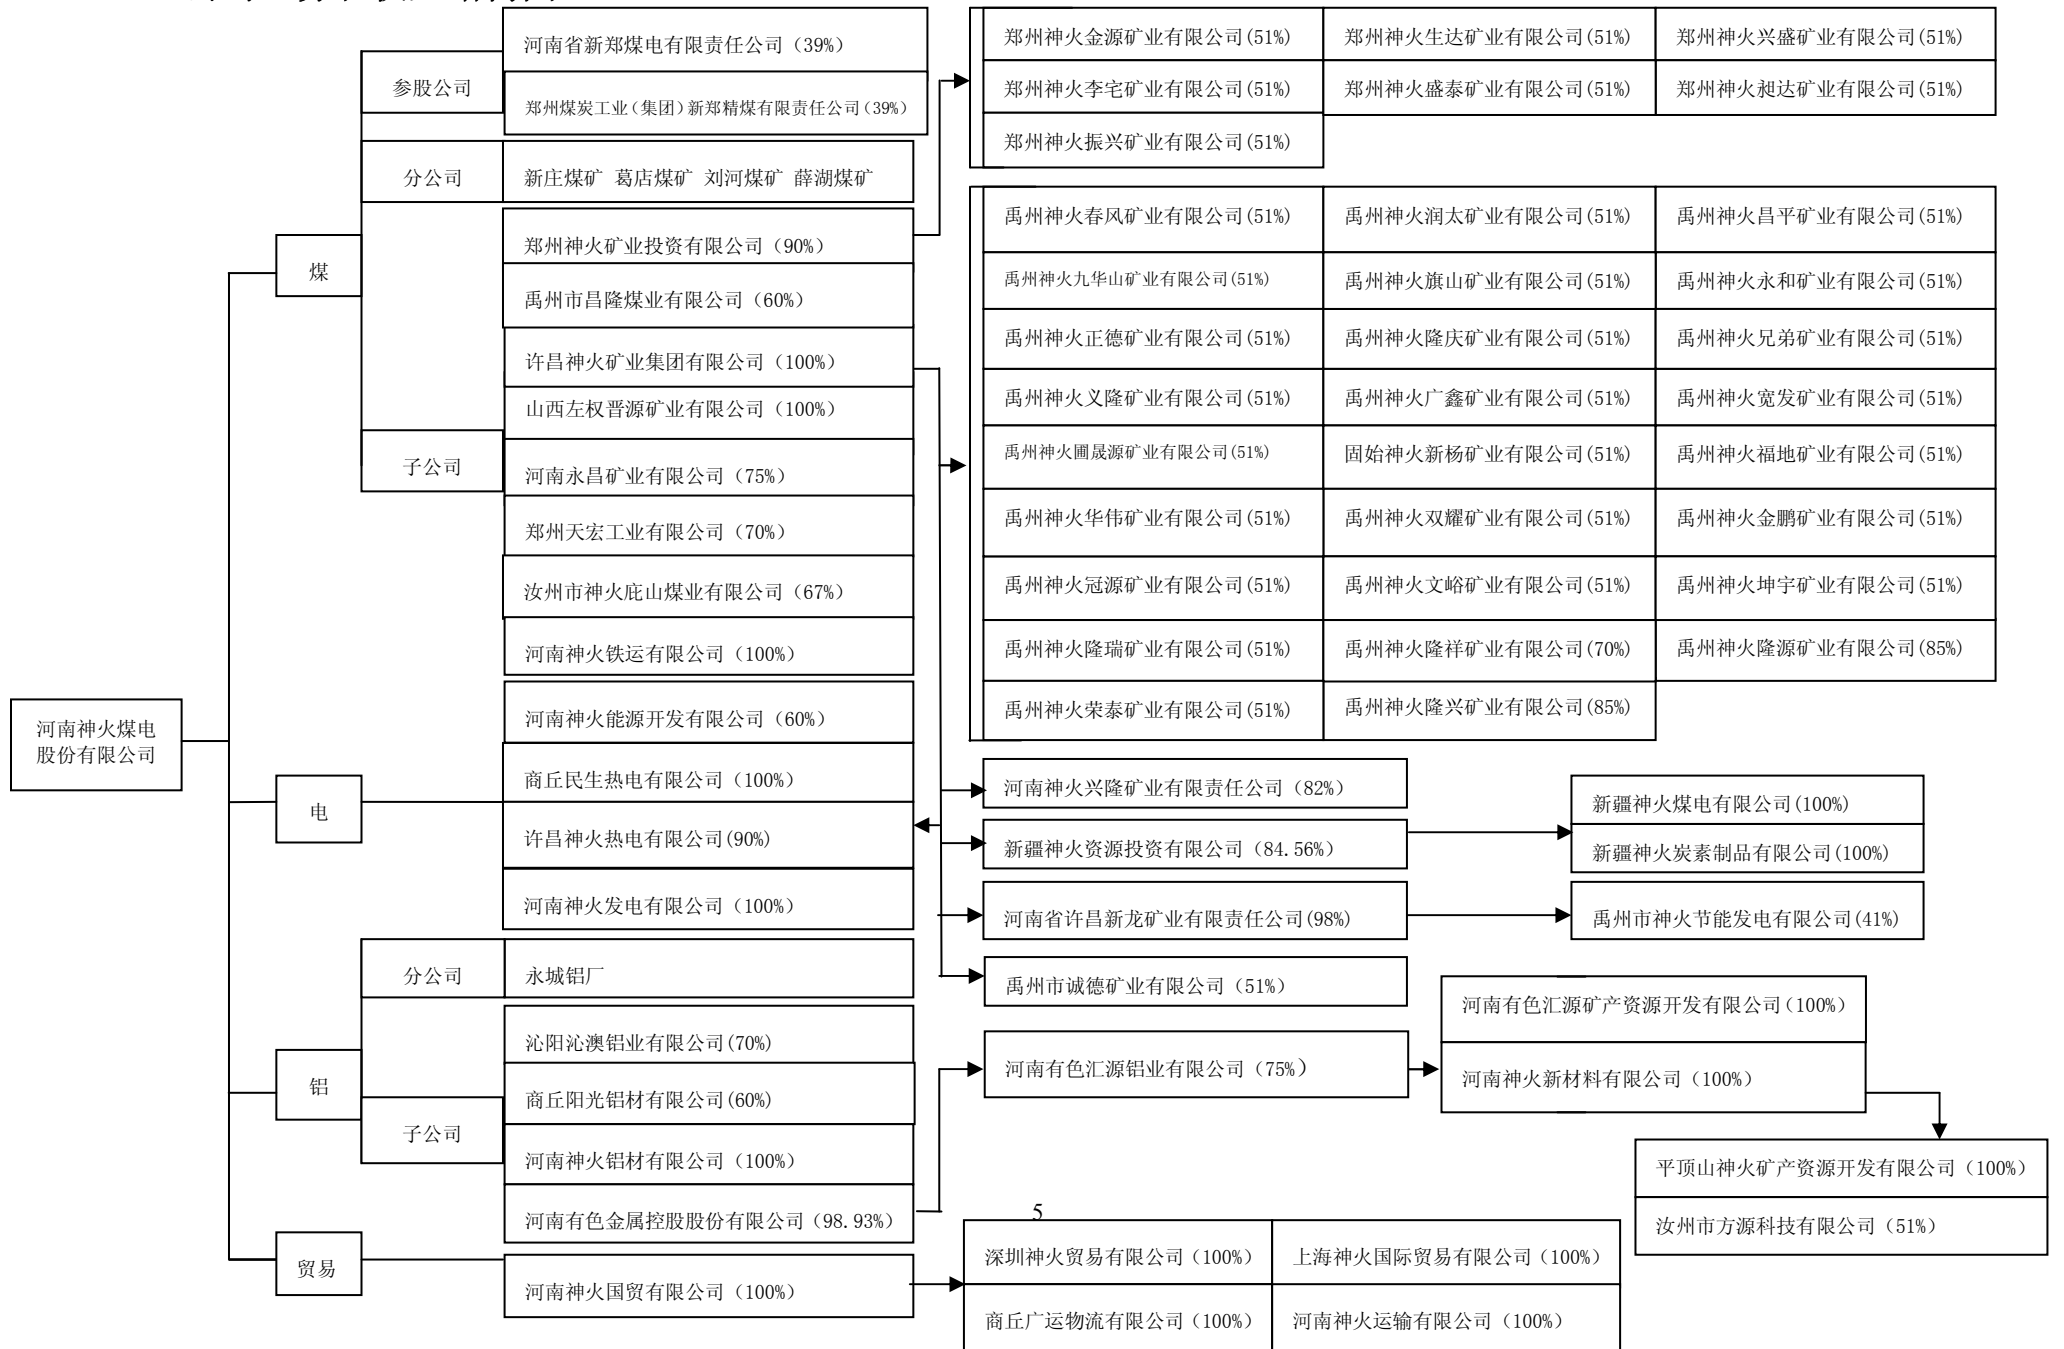 河南省新郑煤电有限责任公司（39%）
参股公司
郑州煤炭工业（集团）新郑精煤有限责任公司（39%）
分公司
新庄煤矿 葛店煤矿 刘河煤矿 薛湖煤矿
郑州神火矿业投资有限公司（90%）
煤
禹州市昌隆煤业有限公司（60%）
许昌神火矿业集团有限公司（100%）
山西左权晋源矿业有限公司（100%）
子公司
河南永昌矿业有限公司（75%）
郑州天宏工业有限公司（70%）
汝州市神火庇山煤业有限公司（67%）
河南神火铁运有限公司（100%）
郑州神火金源矿业有限公司(51%)
郑州神火生达矿业有限公司(51%)
郑州神火兴盛矿业有限公司(51%)
郑州神火李宅矿业有限公司(51%)
郑州神火盛泰矿业有限公司(51%)
郑州神火昶达矿业有限公司(51%)
郑州神火振兴矿业有限公司(51%)
禹州神火春风矿业有限公司(51%)
禹州神火润太矿业有限公司(51%)
禹州神火昌平矿业有限公司(51%)
禹州神火九华山矿业有限公司(51%)
禹州神火旗山矿业有限公司(51%)
禹州神火永和矿业有限公司(51%)
禹州神火正德矿业有限公司(51%)
禹州神火隆庆矿业有限公司(51%)
禹州神火兄弟矿业有限公司(51%)
禹州神火义隆矿业有限公司(51%)
禹州神火广鑫矿业有限公司(51%)
禹州神火宽发矿业有限公司(51%)
禹州神火圃晟源矿业有限公司(51%)
固始神火新杨矿业有限公司(51%)
禹州神火福地矿业有限公司(51%)
禹州神火华伟矿业有限公司(51%)
禹州神火双耀矿业有限公司(51%)
禹州神火金鹏矿业有限公司(51%)
禹州神火冠源矿业有限公司(51%)
禹州神火文峪矿业有限公司(51%)
禹州神火坤宇矿业有限公司(51%)
禹州神火隆瑞矿业有限公司(51%)
禹州神火隆祥矿业有限公司(70%)
禹州神火隆源矿业有限公司(85%)
禹州神火荣泰矿业有限公司(51%)
禹州神火隆兴矿业有限公司(85%)
河南神火煤电
股份有限公司
河南神火能源开发有限公司（60%）
商丘民生热电有限公司（100%）
电
许昌神火热电有限公司(90%)
河南神火发电有限公司（100%）
河南神火兴隆矿业有限责任公司（82%）
新疆神火资源投资有限公司（84.56%）
新疆神火煤电有限公司(100%)
新疆神火炭素制品有限公司(100%)
河南省许昌新龙矿业有限责任公司(98%)
禹州市神火节能发电有限公司(41%)
禹州市诚德矿业有限公司（51%）
分公司
永城铝厂
沁阳沁澳铝业有限公司(70%)
铝
商丘阳光铝材有限公司(60%)
子公司
河南神火铝材有限公司（100%）
河南有色金属控股股份有限公司（98.93%）
河南有色汇源铝业有限公司（75%）
河南有色汇源矿产资源开发有限公司（100%）
河南神火新材料有限公司（100%）
平顶山神火矿产资源开发有限公司（100%）
汝州市方源科技有限公司（51%）
5
贸易
河南神火国贸有限公司（100%）
深圳神火贸易有限公司（100%）
上海神火国际贸易有限公司（100%）
商丘广运物流有限公司（100%）
河南神火运输有限公司（100%）